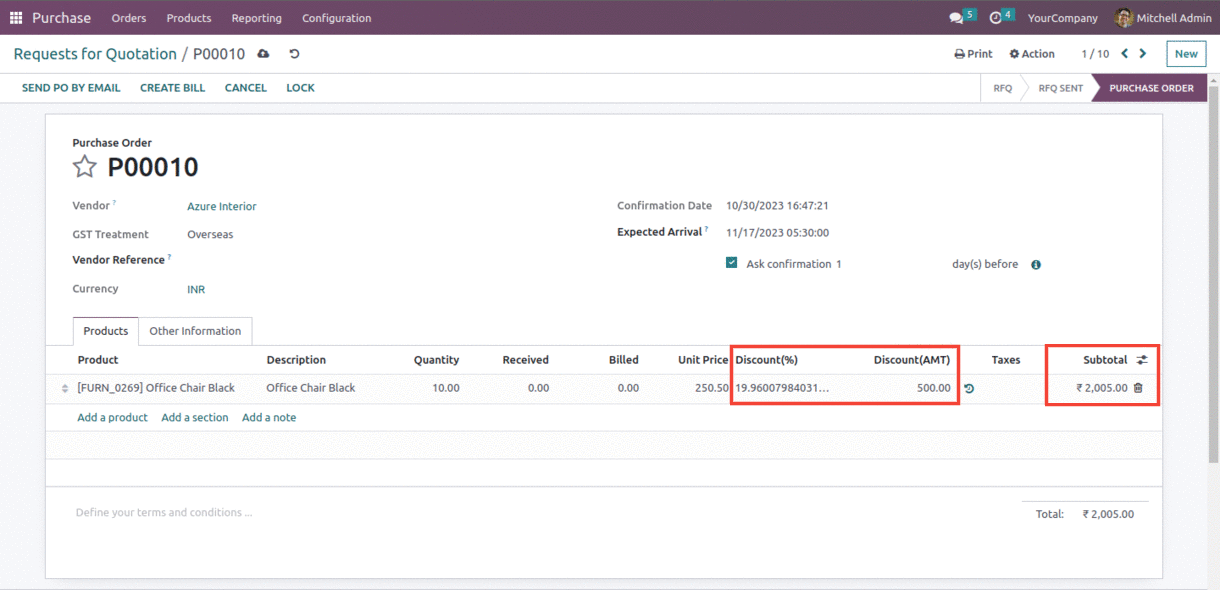 Purchase Orders Products Reporting Configuration 5 4 YourCompany Mitchell Admin
Requests for Quotation / P00010 Print Action 1 / 10 New
SEND PO BY EMAIL CREATE BILL CANCEL LOCK RFQ RFQ SENT PURCHASE ORDER
Purchase Order
P00010
Vendor ? Azure Interior Confirmation Date 10/30/2023 16:47:21
GST Treatment Overseas Expected Arrival ? 11/17/2023 05:30:00
Vendor Reference ?
Ask confirmation 1 day(s) before
Currency INR
Products Other Information
Product Description Quantity Received Billed Unit Price Discount(%) Discount(AMT) Taxes Subtotal
[FURN_0269] Office Chair Black Office Chair Black 10.00 0.00 0.00 250.50 19.96007984031... 500.00 ₹ 2,005.00
Add a product Add a section Add a note
Define your terms and conditions ... Total: ₹ 2,005.00